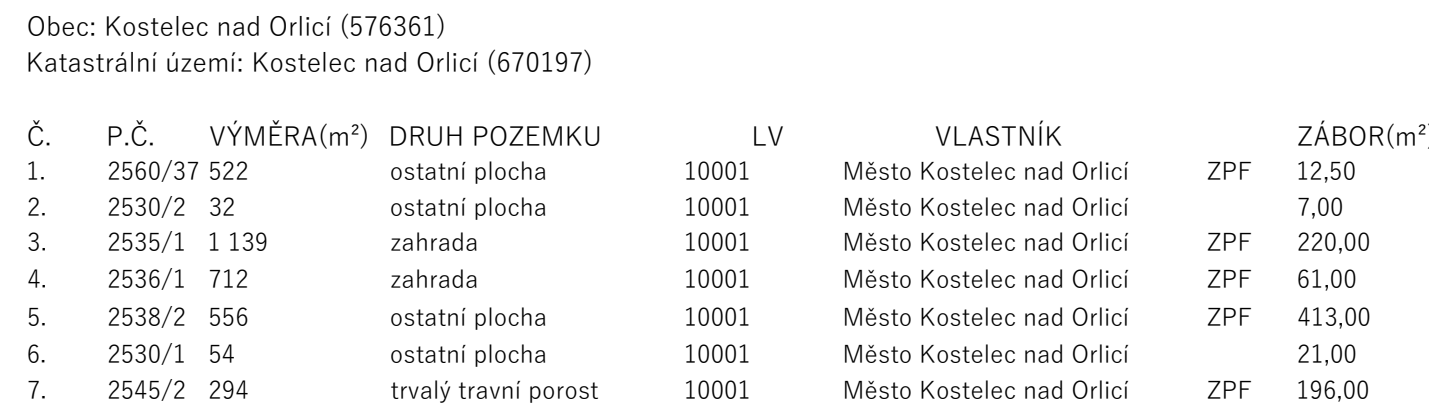 Obec: Kostelec nad Orlicí (576361)
Katastrální území: Kostelec nad Orlicí (670197)
Č. P.Č. VÝMĚRA(m²) DRUH POZEMKU LV VLASTNÍK ZÁBOR(m²)
1. 2560/37 522 ostatní plocha 10001 Město Kostelec nad Orlicí ZPF 12,50
2. 2530/2 32 ostatní plocha 10001 Město Kostelec nad Orlicí 7,00
3. 2535/1 1 139 zahrada 10001 Město Kostelec nad Orlicí ZPF 220,00
4. 2536/1 712 zahrada 10001 Město Kostelec nad Orlicí ZPF 61,00
5. 2538/2 556 ostatní plocha 10001 Město Kostelec nad Orlicí ZPF 413,00
6. 2530/1 54 ostatní plocha 10001 Město Kostelec nad Orlicí 21,00
7. 2545/2 294 trvalý travní porost 10001 Město Kostelec nad Orlicí ZPF 196,00